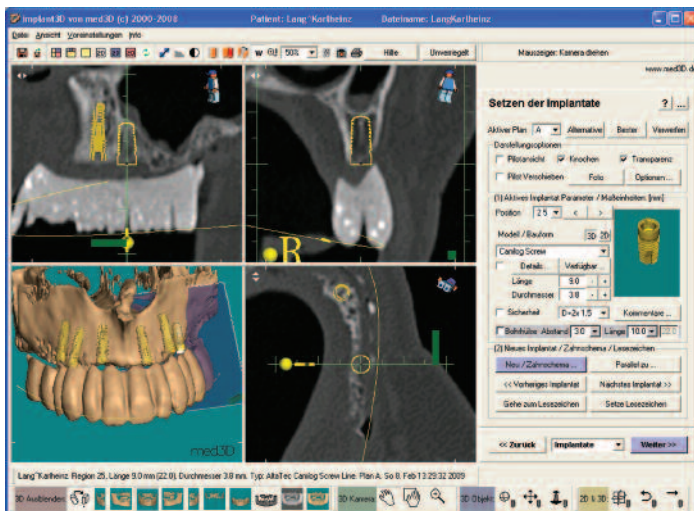 Implant3D von med3D (c) 2000-2008 Patient: Lang^Karlheinz Dateiname: LangKarlheinz
Datei Ansicht Voreinstellungen Info
W 50% Hilfe Unversiegelt Mauszeiger: Kamera drehen
www.med3D.de
Setzen der Implantate ? ...
Aktiver Plan A Alternative Bester Verwerfen
Darstellungsoptionen
Pilotansicht Knochen Transparenz
Pilot Verschieben Foto Optionen ...
(1) Aktives Implantat Parameter / Maßeinheiten: [mm]
Position 25 < >
Modell / Bauform 3D 2D
Camlog Screw
Details... Verfügbar ...
Länge 9.0 - +
Durchmesser 3.8 - +
Sicherheit D+2x 1.5 Kommentare ...
Bohrhülse Abstand 3.0 Länge 10.0
(2) Neues Implantat / Zahnschema / Lesezeichen
Neu / Zahnschema ... Parallel zu ...
<< Vorheriges Implantat Nächstes Implantat >>
Gehe zum Lesezeichen Setze Lesezeichen
<< Zurück Implantate Weiter >>
R
med3D
Lang^Karlheinz Region 25, Länge 9.0 mm (22.0), Durchmesser 3.8 mm. Typ: AltaTec Camlog Screw Line. Plan A, So 8. Feb 13:29:32 2009
3D Ausblenden: 3D Kamera 3D Objekt 2D & 3D: